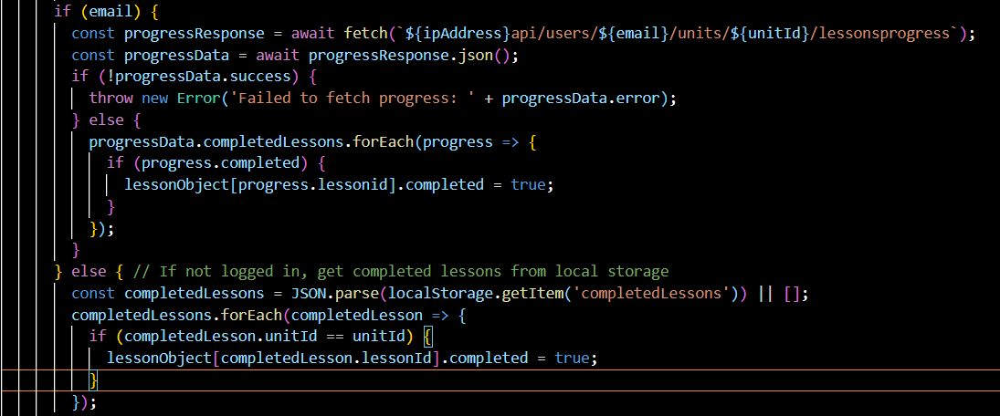 if (email) {
const progressResponse = await fetch(`${ipAddress}api/users/${email}/units/${unitId}/lessonsprogress`);
const progressData = await progressResponse.json();
if (!progressData.success) {
throw new Error('Failed to fetch progress: ' + progressData.error);
} else {
progressData.completedLessons.forEach(progress => {
if (progress.completed) {
lessonObject[progress.lessonid].completed = true;
}
});
}
} else { // If not logged in, get completed lessons from local storage
const completedLessons = JSON.parse(localStorage.getItem('completedLessons')) || [];
completedLessons.forEach(completedLesson => {
if (completedLesson.unitId == unitId) {
lessonObject[completedLesson.lessonId].completed = true;
}
});